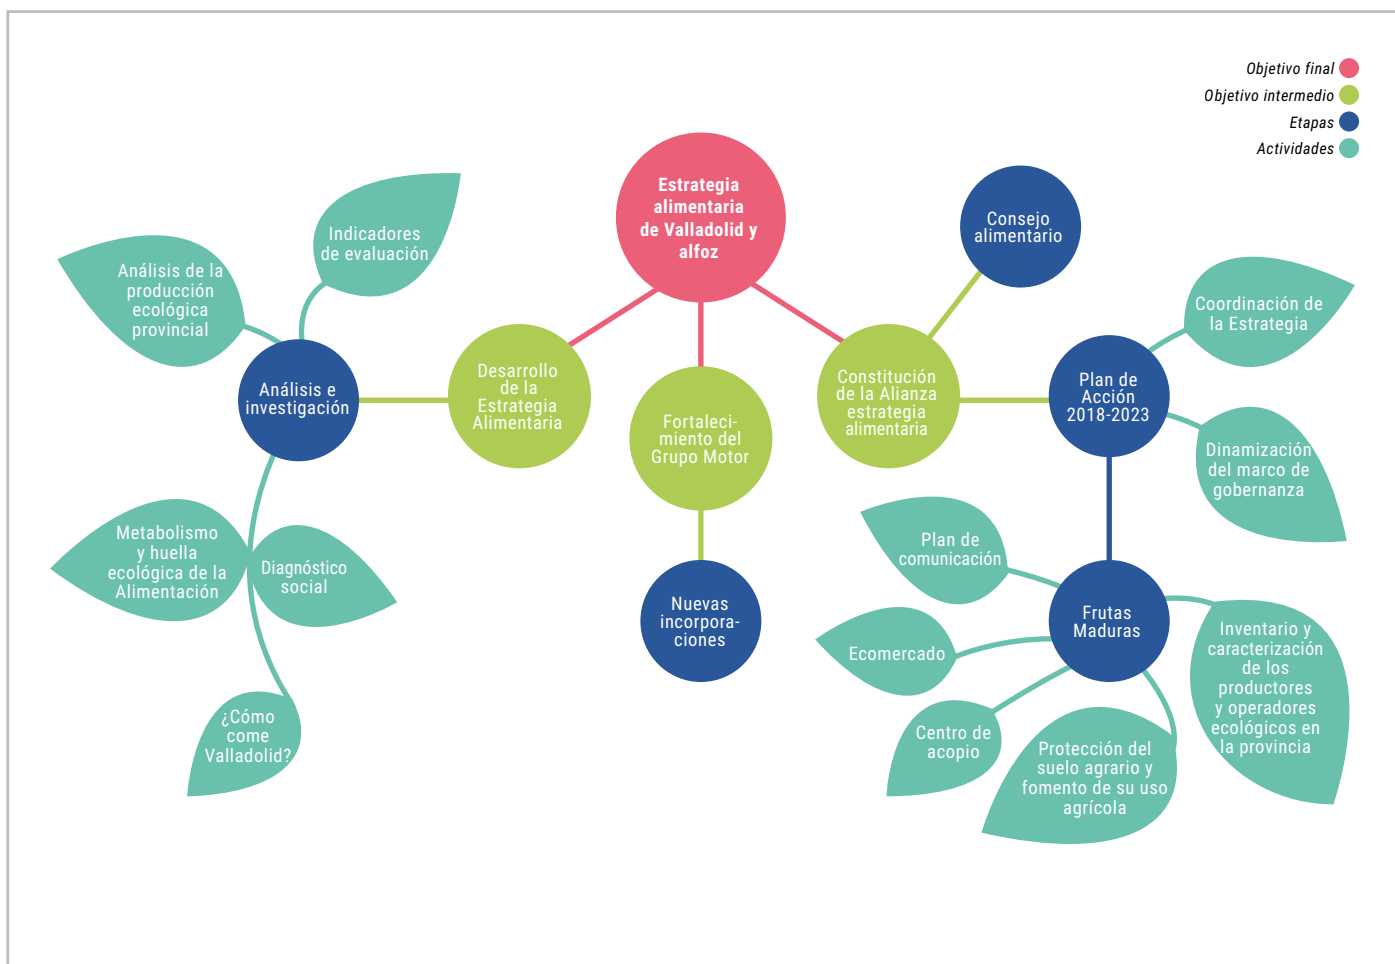 Objetivo final
Objetivo intermedio
Etapas
Actividades
Estrategia
alimentaria
de Valladolid y
alfoz
Consejo
alimentario
Indicadores
de evaluación
Análisis de la
producción
ecológica
provincial
Coordinación de
la Estrategia
Análisis e
investigación
Desarrollo
de la
Estrategia
Alimentaria
Fortaleci-
miento del
Grupo Motor
Constitución
de la Alianza
estrategia
alimentaria
Plan de
Acción
2018-2023
Dinamización
del marco de
gobernanza
Metabolismo
y huella
ecológica de la
Alimentación
Diagnóstico
social
Plan de
comunicación
Nuevas
incorpora-
ciones
Frutas
Maduras
Ecomercado
Inventario y
caracterización
de los
productores
y operadores
ecológicos en
la provincia
¿Cómo
come
Valladolid?
Centro de
acopio
Protección del
suelo agrario y
fomento de su uso
agrícola